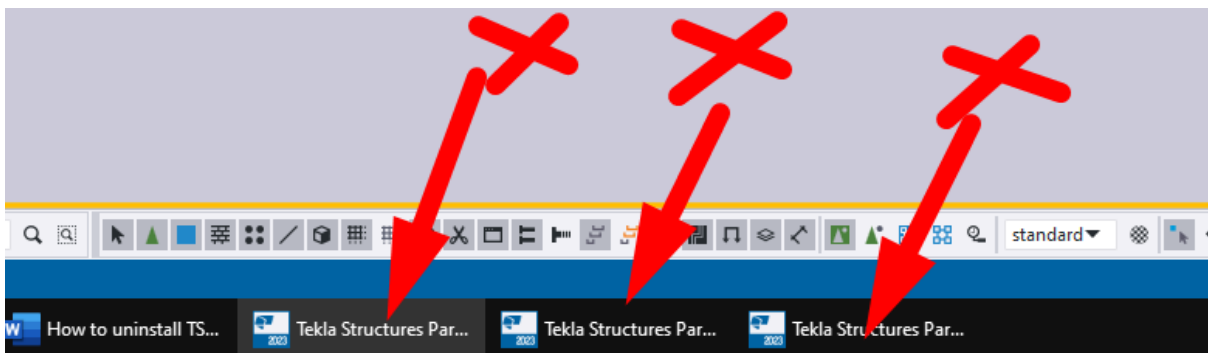 standard
W How to uninstall TS... 2023 Tekla Structures Par... 2023 Tekla Structures Par... 2023 Tekla Structures Par...